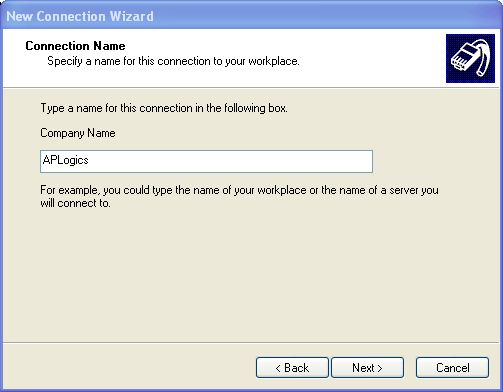 New Connection Wizard
Connection Name
Specify a name for this connection to your workplace.
Type a name for this connection in the following box.
Company Name
APLogics
For example, you could type the name of your workplace or the name of a server you
will connect to.
< Back
Next >
Cancel